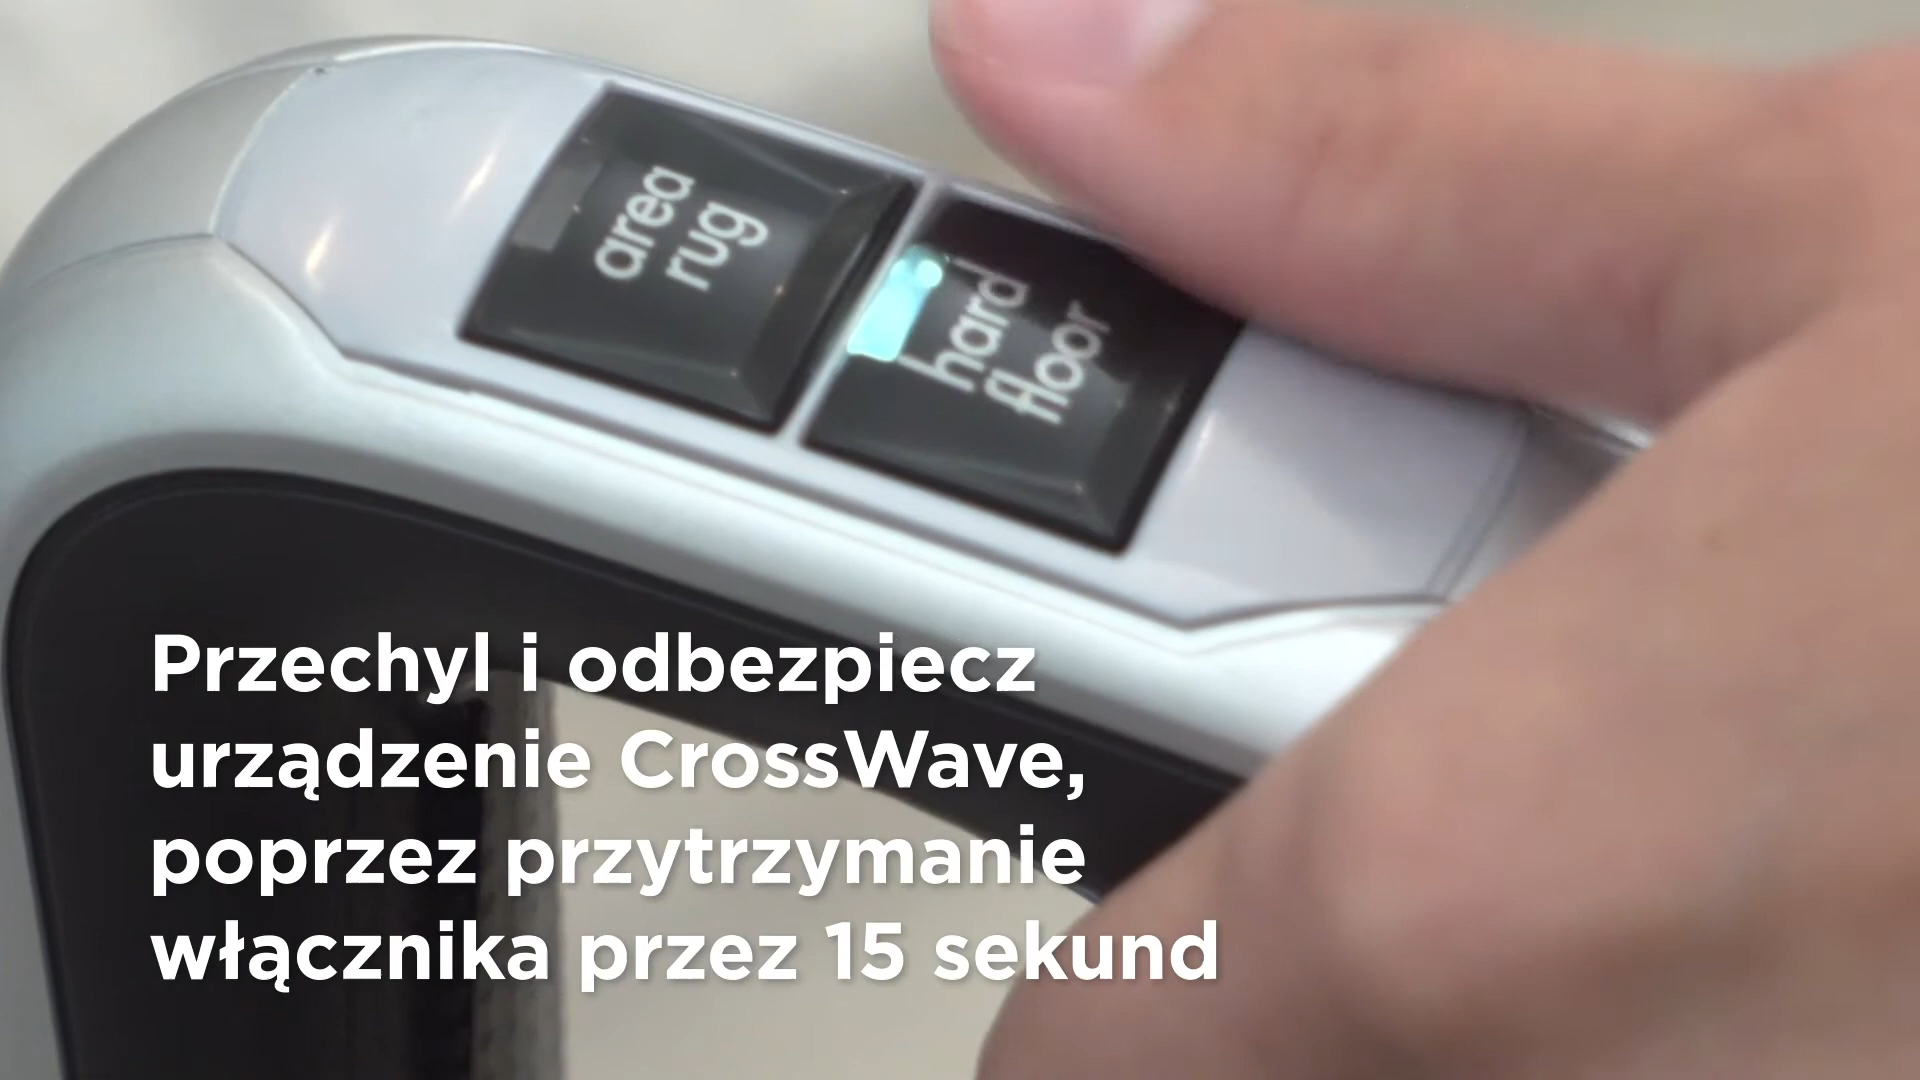 area
rug
hard
floor
Przechyl i odbezpiecz
urządzenie CrossWave,
poprzez przytrzymanie
włącznika przez 15 sekund